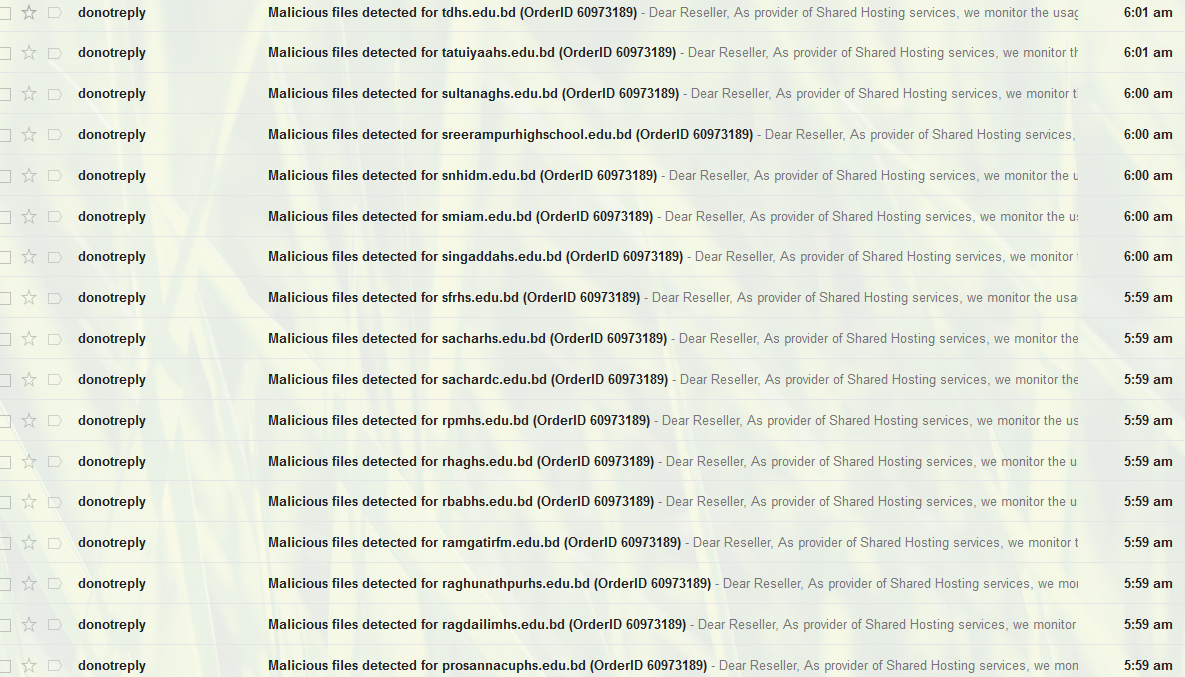 donotreply Malicious files detected for tdhs.edu.bd (OrderID 60973189) - Dear Reseller, As provider of Shared Hosting services, we monitor the usag 6:01 am
donotreply Malicious files detected for tatuiyaahs.edu.bd (OrderID 60973189) - Dear Reseller, As provider of Shared Hosting services, we monitor th 6:01 am
donotreply Malicious files detected for sultanaghs.edu.bd (OrderID 60973189) - Dear Reseller, As provider of Shared Hosting services, we monitor t 6:00 am
donotreply Malicious files detected for sreerampurhighschool.edu.bd (OrderID 60973189) - Dear Reseller, As provider of Shared Hosting services, 6:00 am
donotreply Malicious files detected for snhidm.edu.bd (OrderID 60973189) - Dear Reseller, As provider of Shared Hosting services, we monitor the u 6:00 am
donotreply Malicious files detected for smiam.edu.bd (OrderID 60973189) - Dear Reseller, As provider of Shared Hosting services, we monitor the us 6:00 am
donotreply Malicious files detected for singaddahs.edu.bd (OrderID 60973189) - Dear Reseller, As provider of Shared Hosting services, we monitor 6:00 am
donotreply Malicious files detected for sfrhs.edu.bd (OrderID 60973189) - Dear Reseller, As provider of Shared Hosting services, we monitor the usa 5:59 am
donotreply Malicious files detected for sacharhs.edu.bd (OrderID 60973189) - Dear Reseller, As provider of Shared Hosting services, we monitor the 5:59 am
donotreply Malicious files detected for sachardc.edu.bd (OrderID 60973189) - Dear Reseller, As provider of Shared Hosting services, we monitor the 5:59 am
donotreply Malicious files detected for rpmhs.edu.bd (OrderID 60973189) - Dear Reseller, As provider of Shared Hosting services, we monitor the us 5:59 am
donotreply Malicious files detected for rhaghs.edu.bd (OrderID 60973189) - Dear Reseller, As provider of Shared Hosting services, we monitor the u 5:59 am
donotreply Malicious files detected for rbabhs.edu.bd (OrderID 60973189) - Dear Reseller, As provider of Shared Hosting services, we monitor the u 5:59 am
donotreply Malicious files detected for ramgatirfm.edu.bd (OrderID 60973189) - Dear Reseller, As provider of Shared Hosting services, we monitor t 5:59 am
donotreply Malicious files detected for raghunathpurhs.edu.bd (OrderID 60973189) - Dear Reseller, As provider of Shared Hosting services, we mon 5:59 am
donotreply Malicious files detected for ragdailimhs.edu.bd (OrderID 60973189) - Dear Reseller, As provider of Shared Hosting services, we monitor 5:59 am
donotreply Malicious files detected for prosannacuphs.edu.bd (OrderID 60973189) - Dear Reseller, As provider of Shared Hosting services, we mon 5:59 am